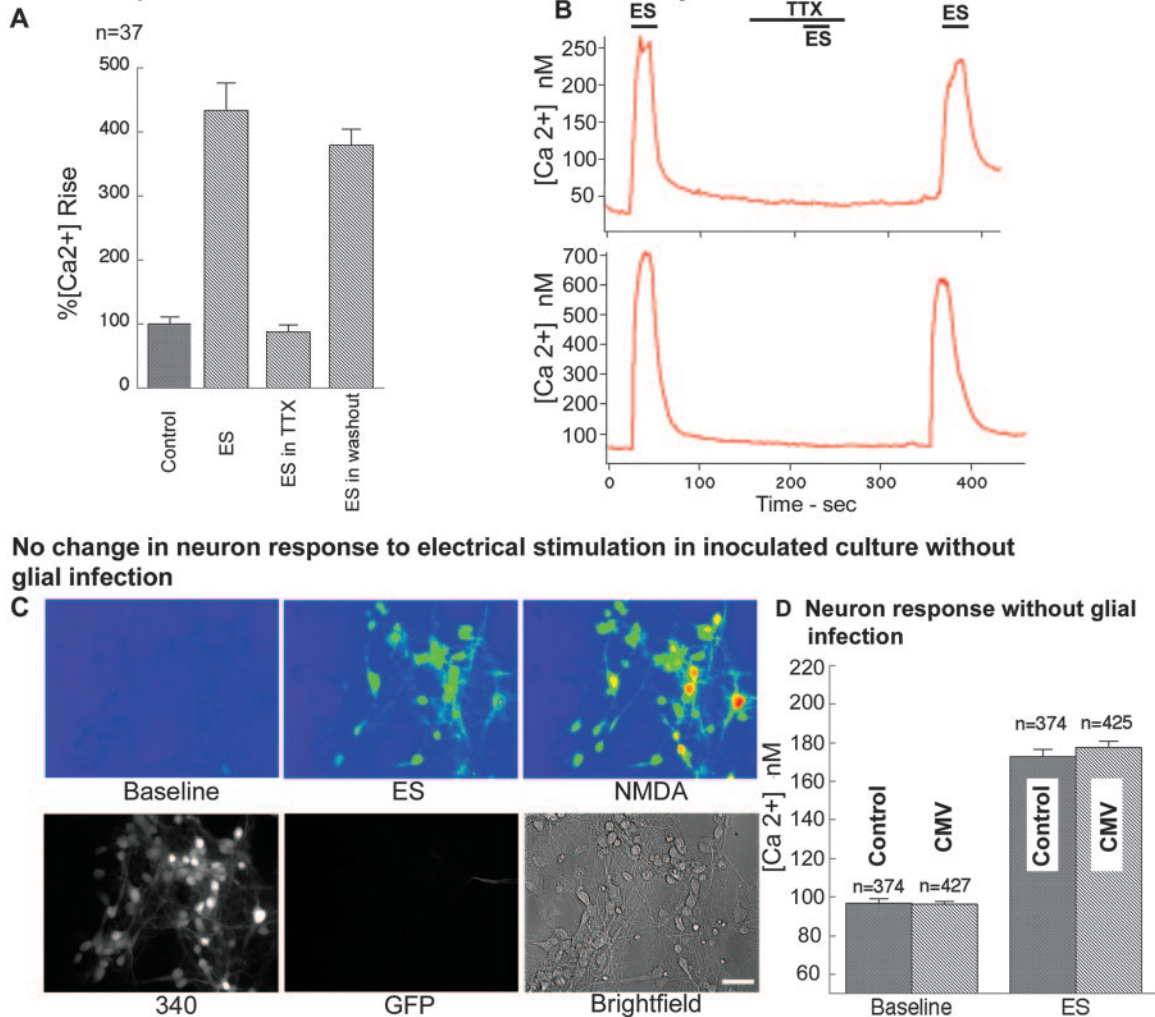 A
n=37
500
400
300
200
100
0
%[Ca2+] Rise
Control
ES
ES in TTX
ES in washout
B
ES
TTX
ES
ES
250
200
150
100
50
[Ca 2+] nM
700
600
500
400
300
200
100
[Ca 2+] nM
0 100 200 300 400
Time - sec
No change in neuron response to electrical stimulation in inoculated culture without
glial infection
C
Baseline
ES
NMDA
340
GFP
Brightfield
D Neuron response without glial
infection
220
200
180
160
140
120
100
80
60
[Ca 2+] nM
Control
CMV
n=374
n=427
n=374
n=425
Control
CMV
Baseline
ES